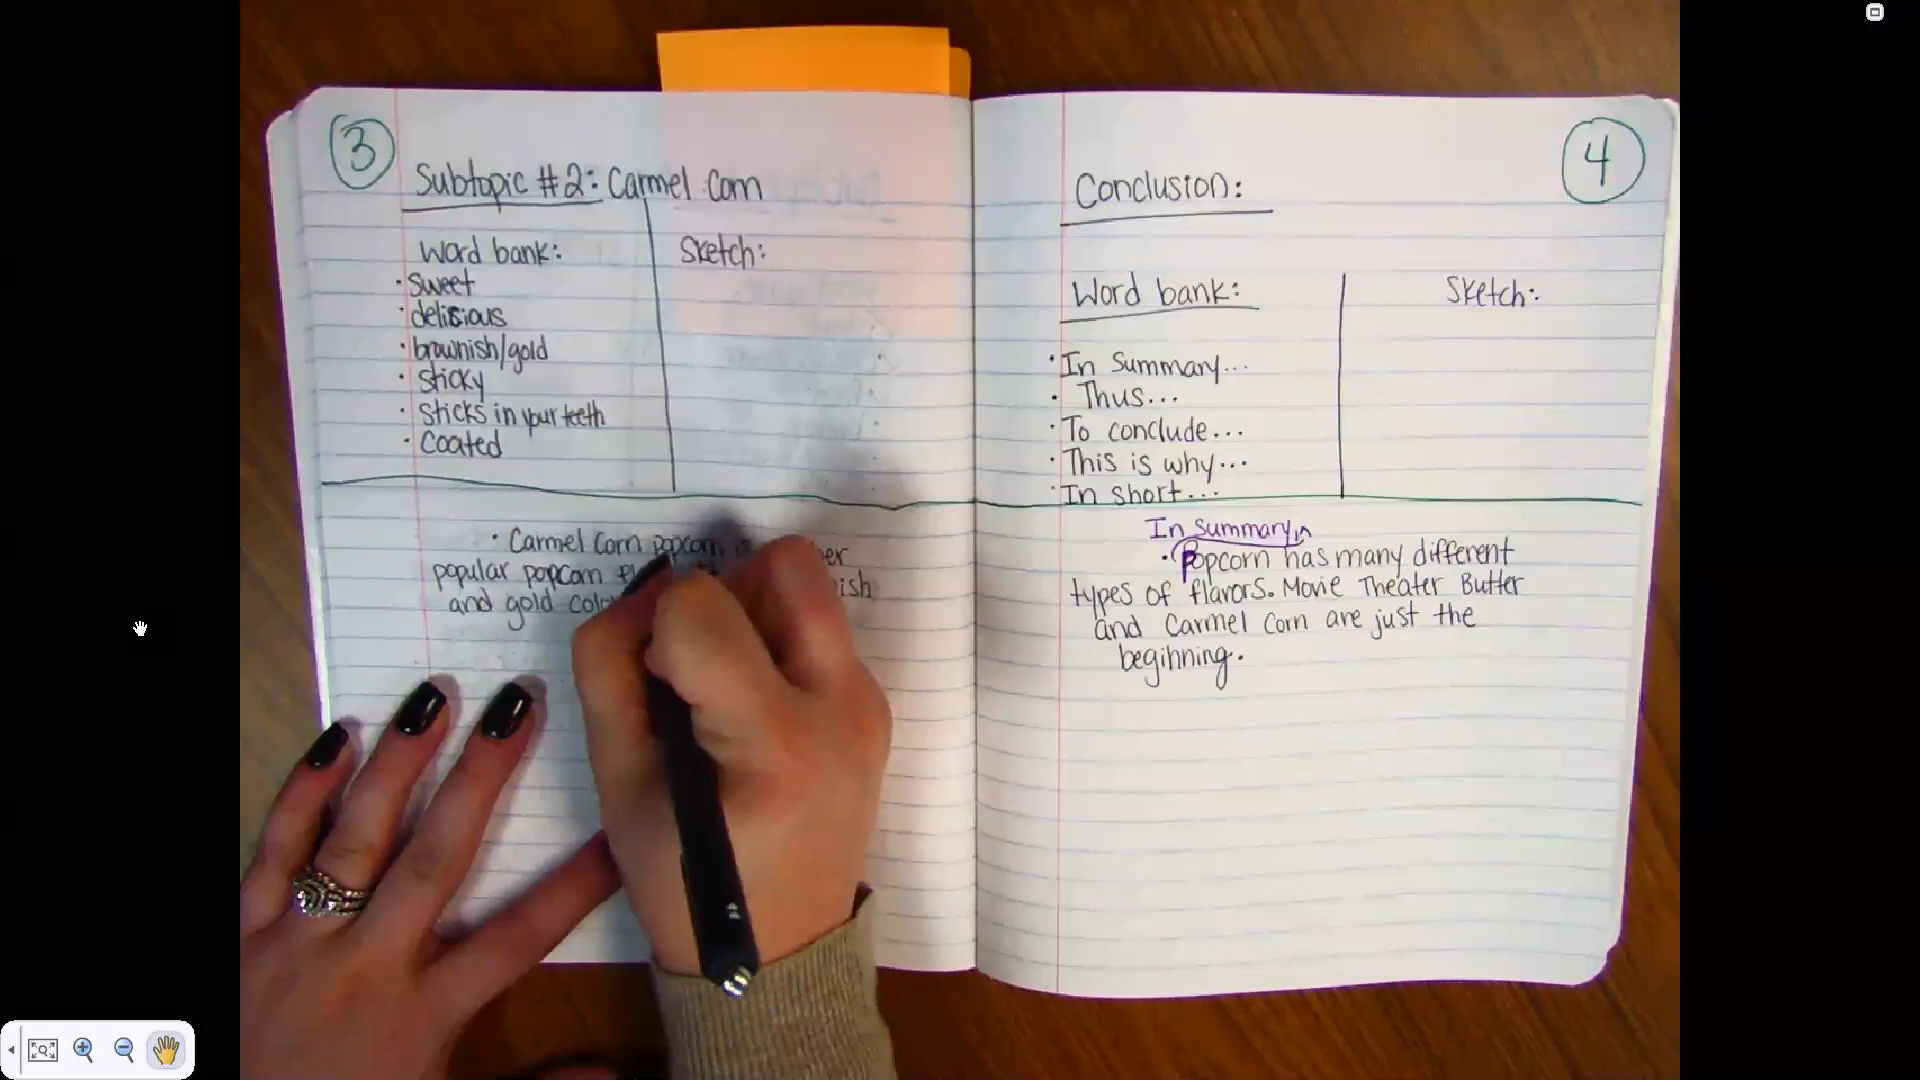 3
Subtopic #2: Carmel Corn
Word bank:
Sketch:
· Sweet
· delicious
· brownish/gold
· Sticky
· Sticks in your teeth
· Coated
· Carmel Corn popcorn is
popular popcorn
and gold
4
Conclusion:
Word bank:
Sketch:
· In Summary...
· Thus...
· To conclude...
· This is why...
· In short...
In summary,
· Popcorn has many different
types of flavors. Movie Theater Butter
and Carmel Corn are just the
beginning.